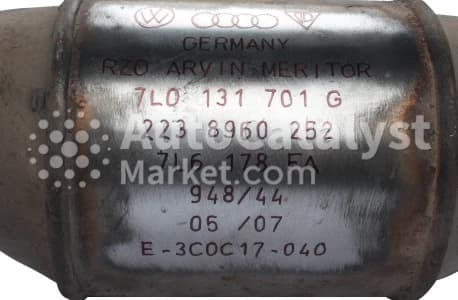 GERMANY
RZO ARVIN MERITOR
7L0 131 701 G
223 8960 252
7L6 178 EA
948/44
05 /07
E-3C0C17-040
Autocatalyst
Market.com